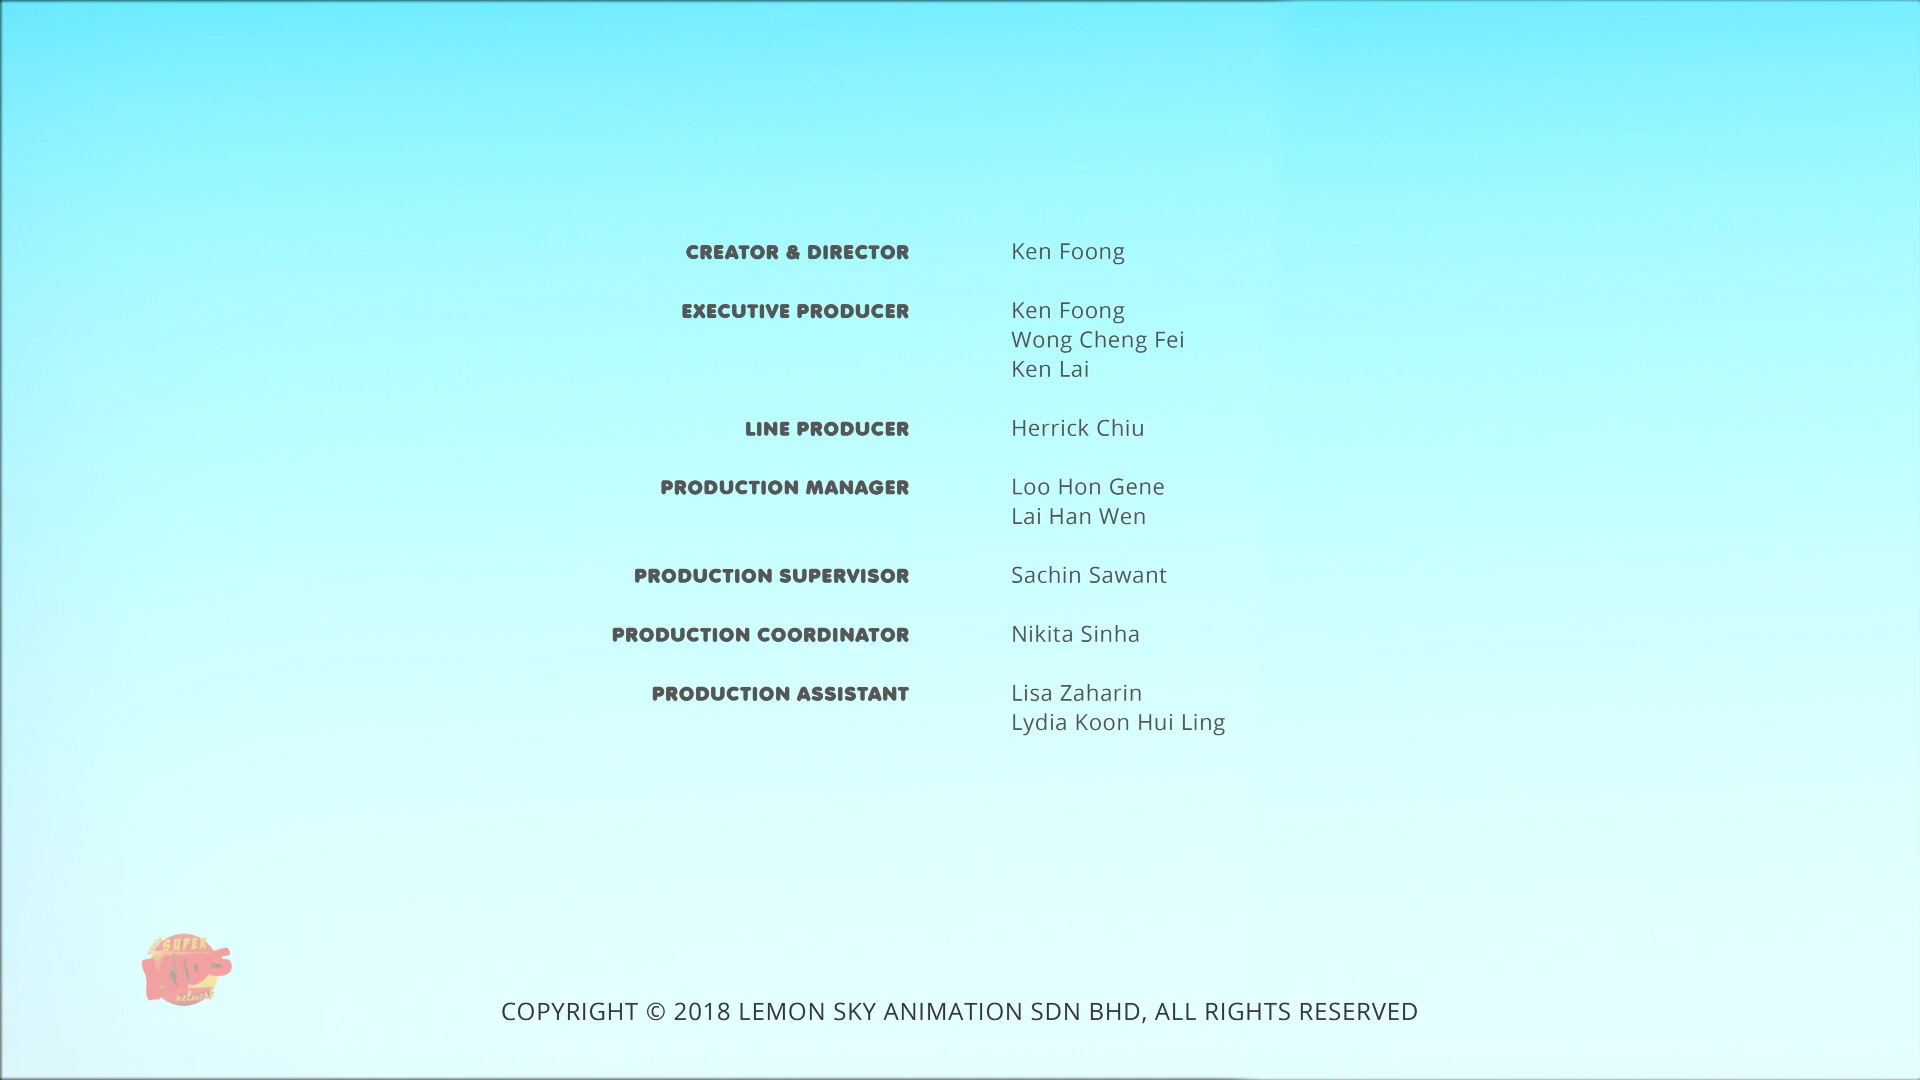 CREATOR & DIRECTOR Ken Foong
EXECUTIVE PRODUCER Ken Foong
Wong Cheng Fei
Ken Lai
LINE PRODUCER Herrick Chiu
PRODUCTION MANAGER Loo Hon Gene
Lai Han Wen
PRODUCTION SUPERVISOR Sachin Sawant
PRODUCTION COORDINATOR Nikita Sinha
PRODUCTION ASSISTANT Lisa Zaharin
Lydia Koon Hui Ling
SUPER
KIDS
network
COPYRIGHT © 2018 LEMON SKY ANIMATION SDN BHD, ALL RIGHTS RESERVED